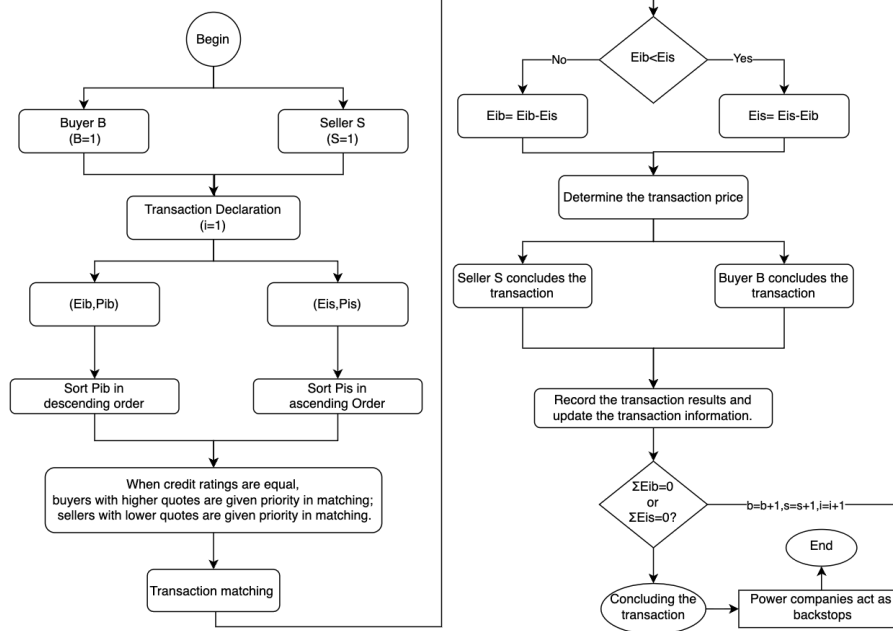 Begin
Buyer B
(B=1)
Seller S
(S=1)
Transaction Declaration
(i=1)
(Eib,Pib)
(Eis,Pis)
Sort Pib in
descending order
Sort Pis in
ascending Order
When credit ratings are equal,
buyers with higher quotes are given priority in matching;
sellers with lower quotes are given priority in matching.
Transaction matching
Eib<Eis
No
Yes
Eib= Eib-Eis
Eis= Eis-Eib
Determine the transaction price
Seller S concludes the
transaction
Buyer B concludes the
transaction
Record the transaction results and
update the transaction information.
ΣEib=0
or
ΣEis=0?
b=b+1,s=s+1,i=i+1
End
Concluding the
transaction
Power companies act as
backstops